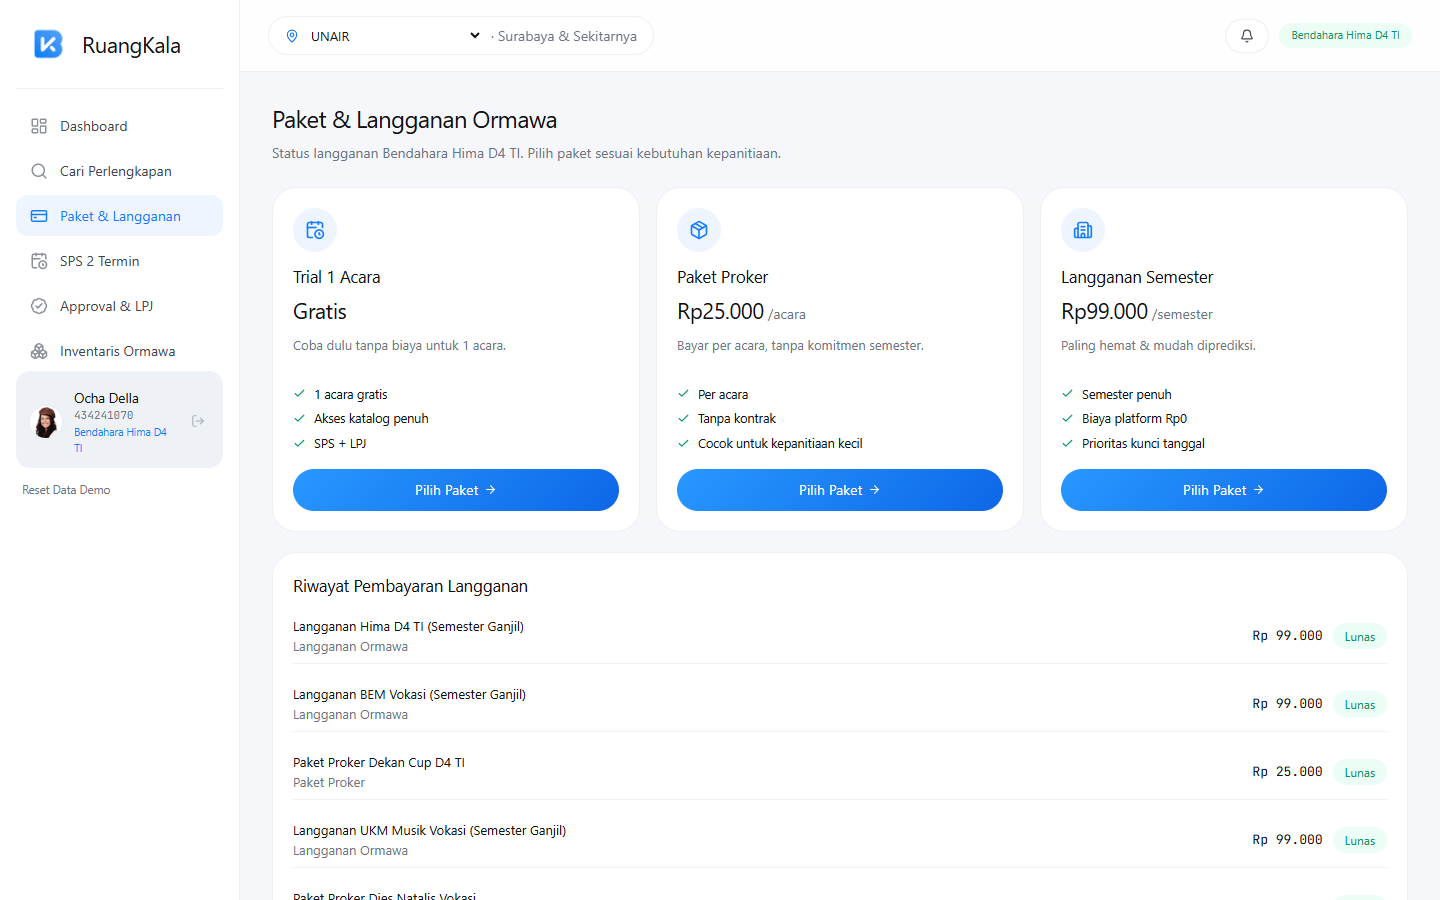 RuangKala
Dashboard
Cari Perlengkapan
Paket & Langganan
SPS 2 Termin
Approval & LPJ
Inventaris Ormawa
Ocha Della
434241070
Bendahara Hima D4
TI
Reset Data Demo
UNAIR · Surabaya & Sekitarnya
Bendahara Hima D4 TI
Paket & Langganan Ormawa
Status langganan Bendahara Hima D4 TI. Pilih paket sesuai kebutuhan kepanitiaan.
Trial 1 Acara
Gratis
Coba dulu tanpa biaya untuk 1 acara.
1 acara gratis
Akses katalog penuh
SPS + LPJ
Pilih Paket →
Paket Proker
Rp25.000 /acara
Bayar per acara, tanpa komitmen semester.
Per acara
Tanpa kontrak
Cocok untuk kepanitiaan kecil
Pilih Paket →
Langganan Semester
Rp99.000 /semester
Paling hemat & mudah diprediksi.
Semester penuh
Biaya platform Rp0
Prioritas kunci tanggal
Pilih Paket →
Riwayat Pembayaran Langganan
Langganan Hima D4 TI (Semester Ganjil)
Langganan Ormawa
Rp 99.000 Lunas
Langganan BEM Vokasi (Semester Ganjil)
Langganan Ormawa
Rp 99.000 Lunas
Paket Proker Dekan Cup D4 TI
Paket Proker
Rp 25.000 Lunas
Langganan UKM Musik Vokasi (Semester Ganjil)
Langganan Ormawa
Rp 99.000 Lunas
Paket Proker Dies Natalis Vokasi